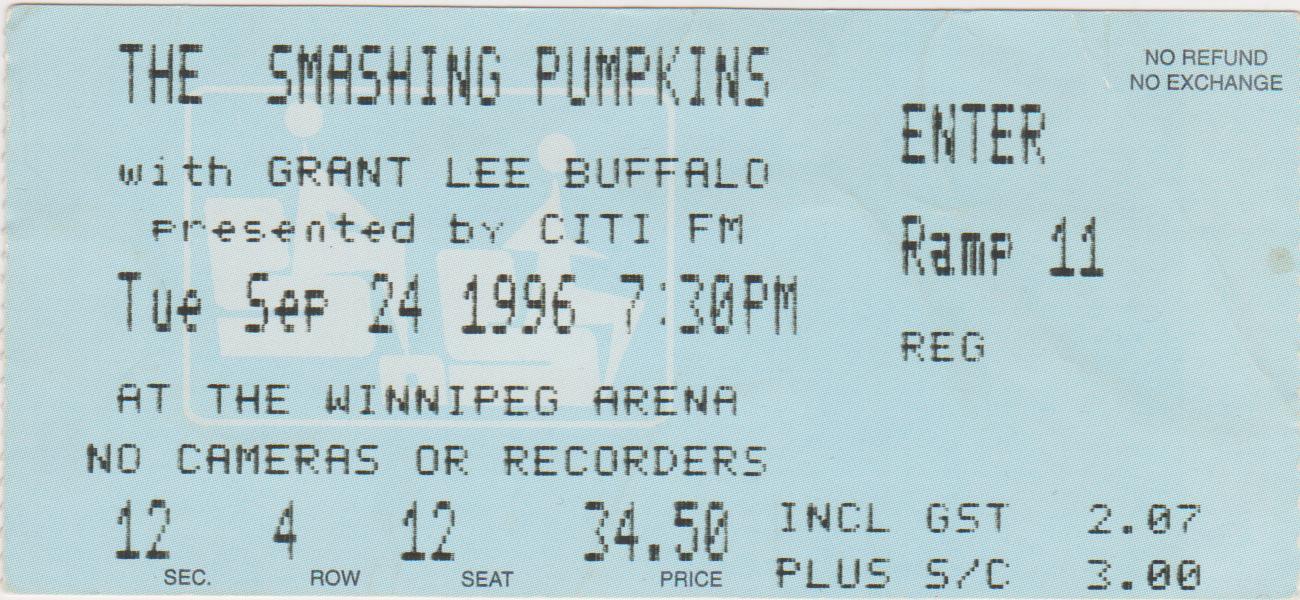 THE SMASHING PUMPKINS
with GRANT LEE BUFFALO
presented by CITI FM
Tue Sep 24 1996 7:30PM
AT THE WINNIPEG ARENA
NO CAMERAS OR RECORDERS
12 4 12 34.50
SEC. ROW SEAT PRICE
NO REFUND
NO EXCHANGE
ENTER
Ramp 11
REG
INCL GST 2.07
PLUS S/C 3.00